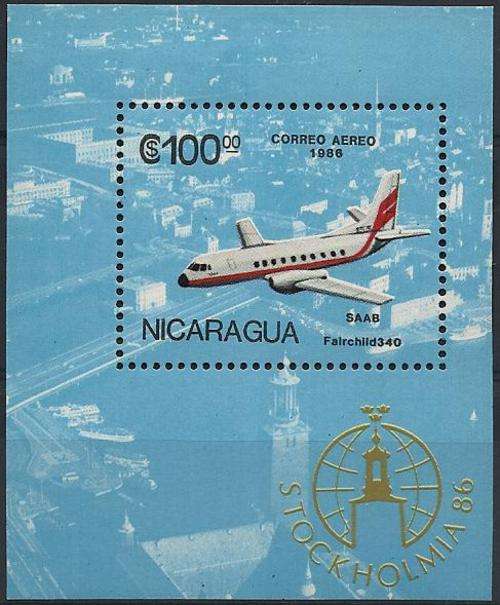 ₡$100.00
CORREO AEREO
1986
NICARAGUA
SAAB
Fairchild340
STOCKHOLMIA 86